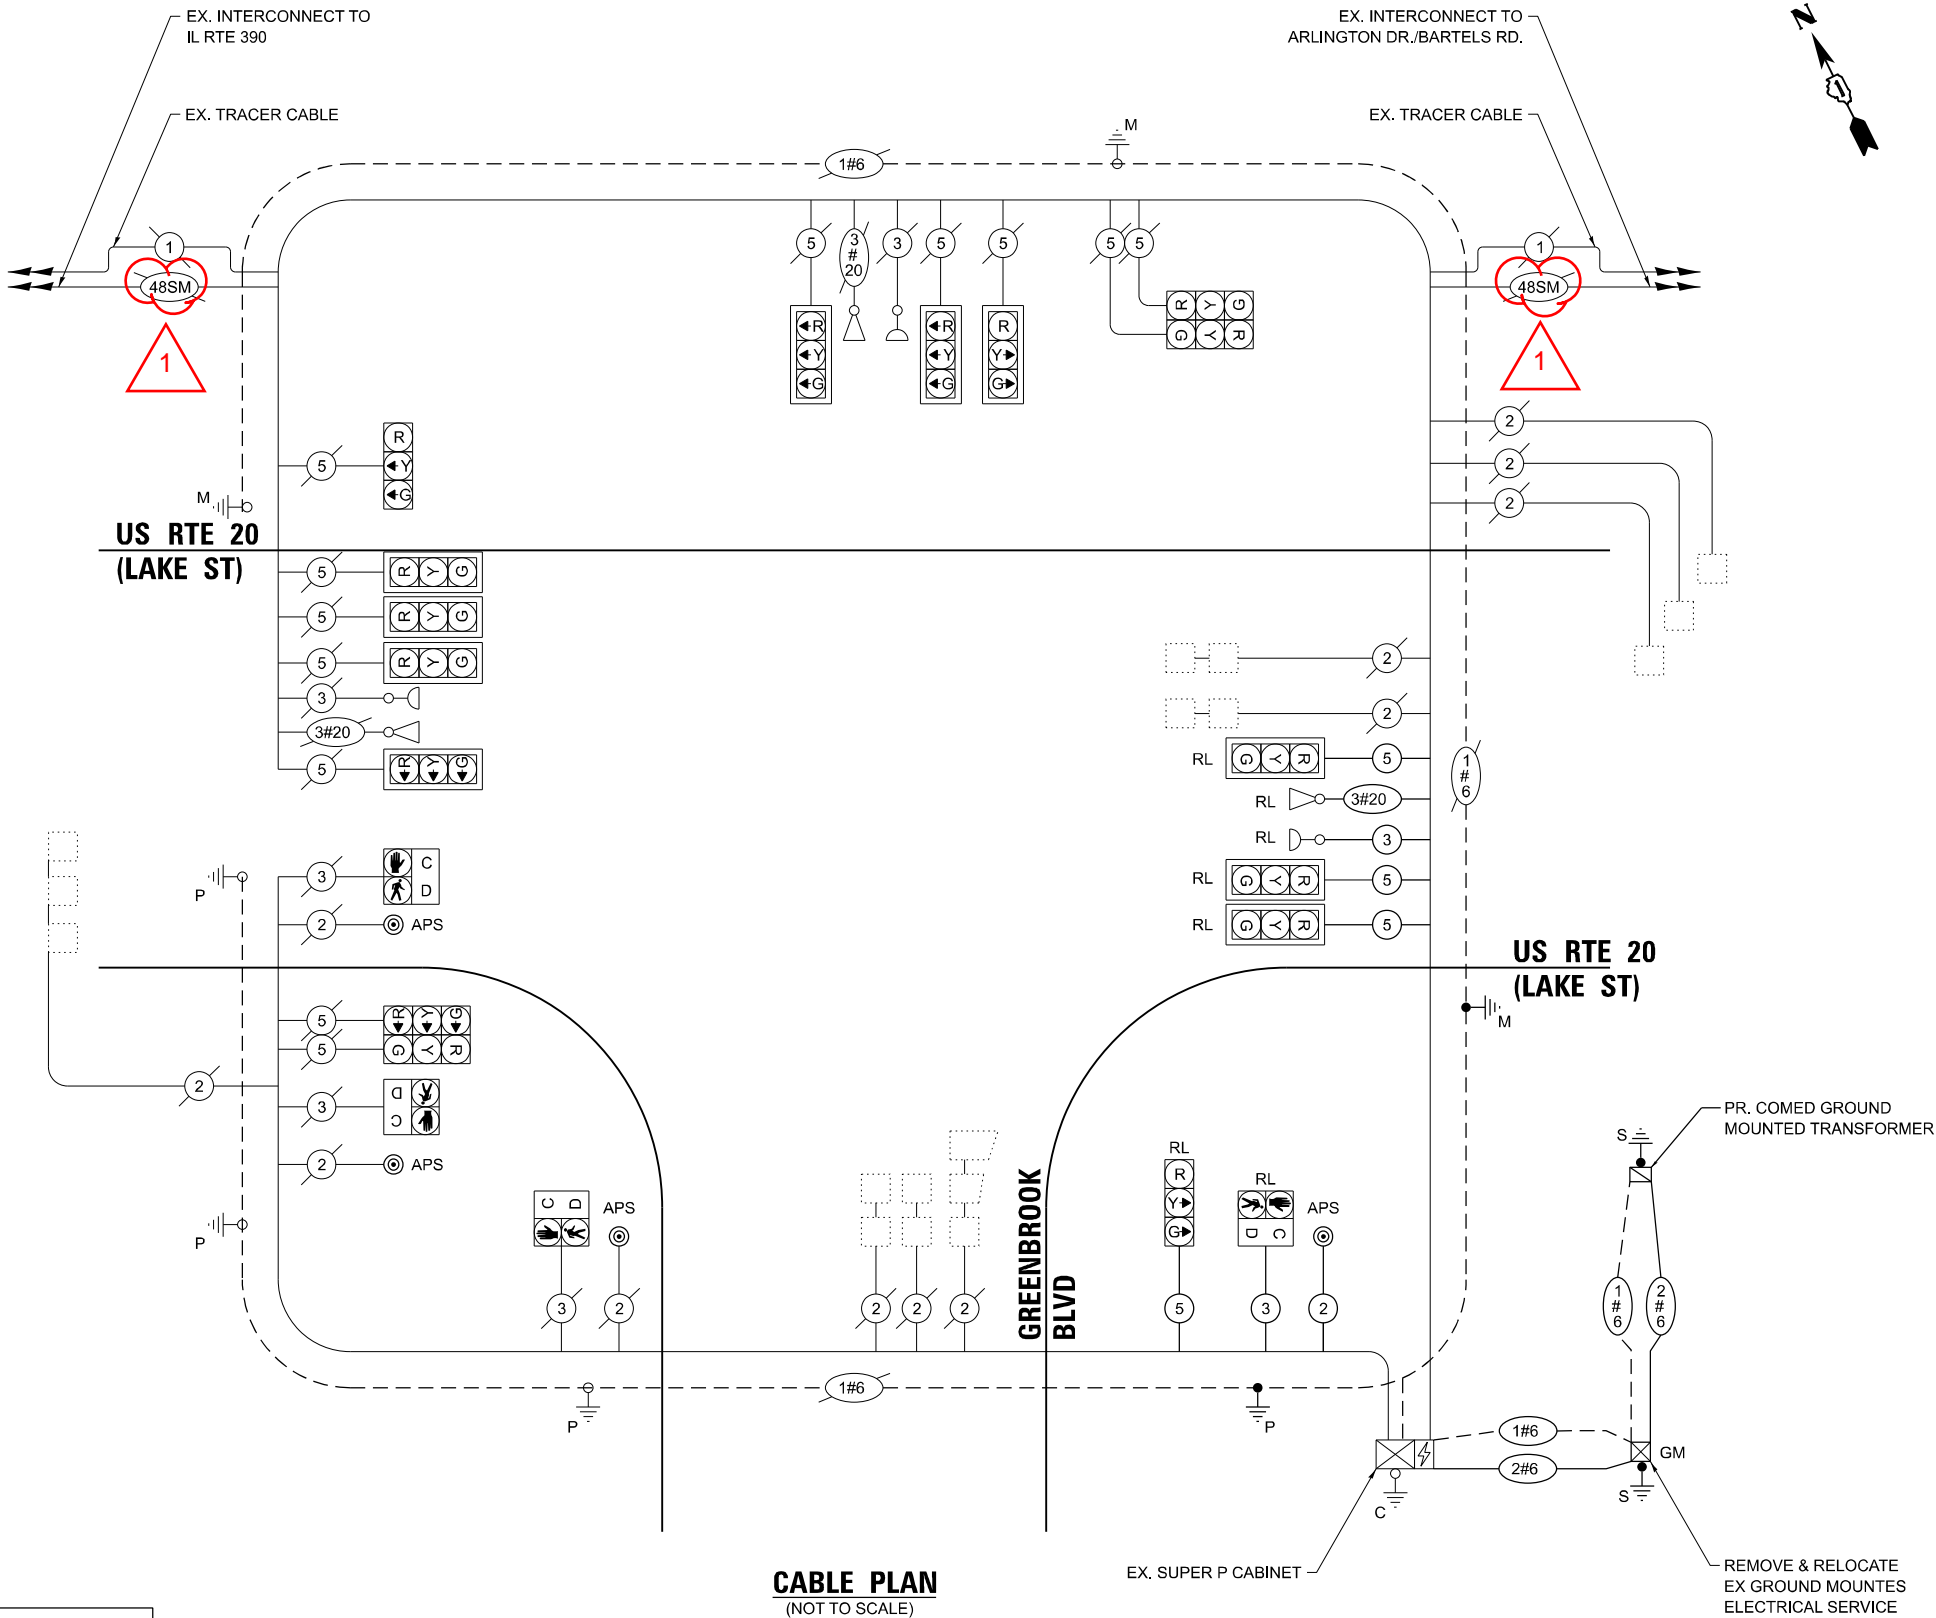 EX. INTERCONNECT TO
IL RTE 390
EX. INTERCONNECT TO
ARLINGTON DR./BARTELS RD.
N
EX. TRACER CABLE
EX. TRACER CABLE
M
1#6
1
48SM
1
5
3
#
20
3
5
5
5
5
1
48SM
1
R
Y
G
R
Y
G
R
Y
G
R Y G
G Y R
2
2
2
5
R
Y
G
M
US RTE 20
(LAKE ST)
5
R Y G
5
R Y G
5
R Y G
3
3#20
5
R Y G
2
2
RL
G Y R
5
RL
3#20
RL
3
RL
G Y R
5
RL
G Y R
5
1
#
6
P
3
C
D
2
APS
US RTE 20
(LAKE ST)
M
5
R Y G
5
G Y R
2
3
D
C
2
APS
P
C D
3
APS
2
2
2
2
GREENBROOK
BLVD
RL
R
Y
G
5
RL
D C
3
APS
2
S
PR. COMED GROUND
MOUNTED TRANSFORMER
1
#
6
2
#
6
1#6
P
P
1#6
2#6
GM
S
C
EX. SUPER P CABINET
REMOVE & RELOCATE
EX GROUND MOUNTES
ELECTRICAL SERVICE
CABLE PLAN
(NOT TO SCALE)